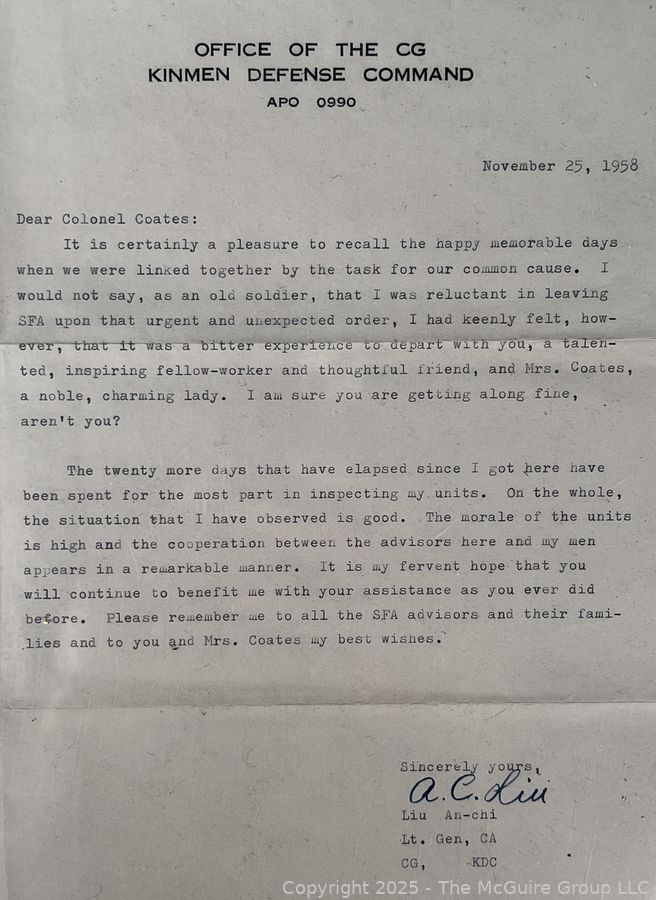 OFFICE OF THE CG
KINMEN DEFENSE COMMAND
APO 0990
November 25, 1958
Dear Colonel Coates:
It is certainly a pleasure to recall the happy memorable days
when we were linked together by the task for our common cause. I
would not say, as an old soldier, that I was reluctant in leaving
SFA upon that urgent and unexpected order, I had keenly felt, how-
ever, that it was a bitter experience to depart with you, a talen-
ted, inspiring fellow-worker and thoughtful friend, and Mrs. Coates,
a noble, charming lady. I am sure you are getting along fine,
aren't you?
The twenty more days that have elapsed since I got here have
been spent for the most part in inspecting my units. On the whole,
the situation that I have observed is good. The morale of the units
is high and the cooperation between the advisors here and my men
appears in a remarkable manner. It is my fervent hope that you
will continue to benefit me with your assistance as you ever did
before. Please remember me to all the SFA advisors and their fami-
lies and to you and Mrs. Coates my best wishes.
Sincerely yours,
A. C. Liu
Liu An-chi
Lt. Gen, CA
CG, KDC
Copyright 2025 - The McGuire Group LLC